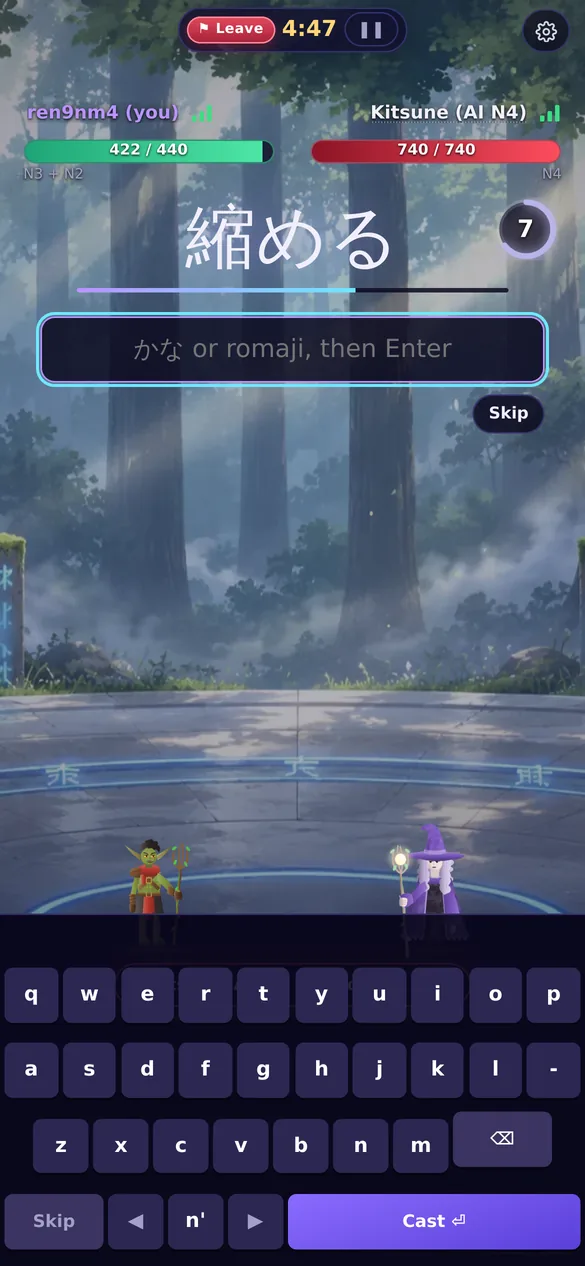 ⚑ Leave 4:47 ❚❚
ren9nm4 (you)
Kitsune (AI N4)
422 / 440
740 / 740
N3 + N2
N4
縮める
7
かな or romaji, then Enter
Skip
q w e r t y u i o p
a s d f g h j k l -
z x c v b n m ⌫
Skip ◀ n' ▶ Cast ⏎